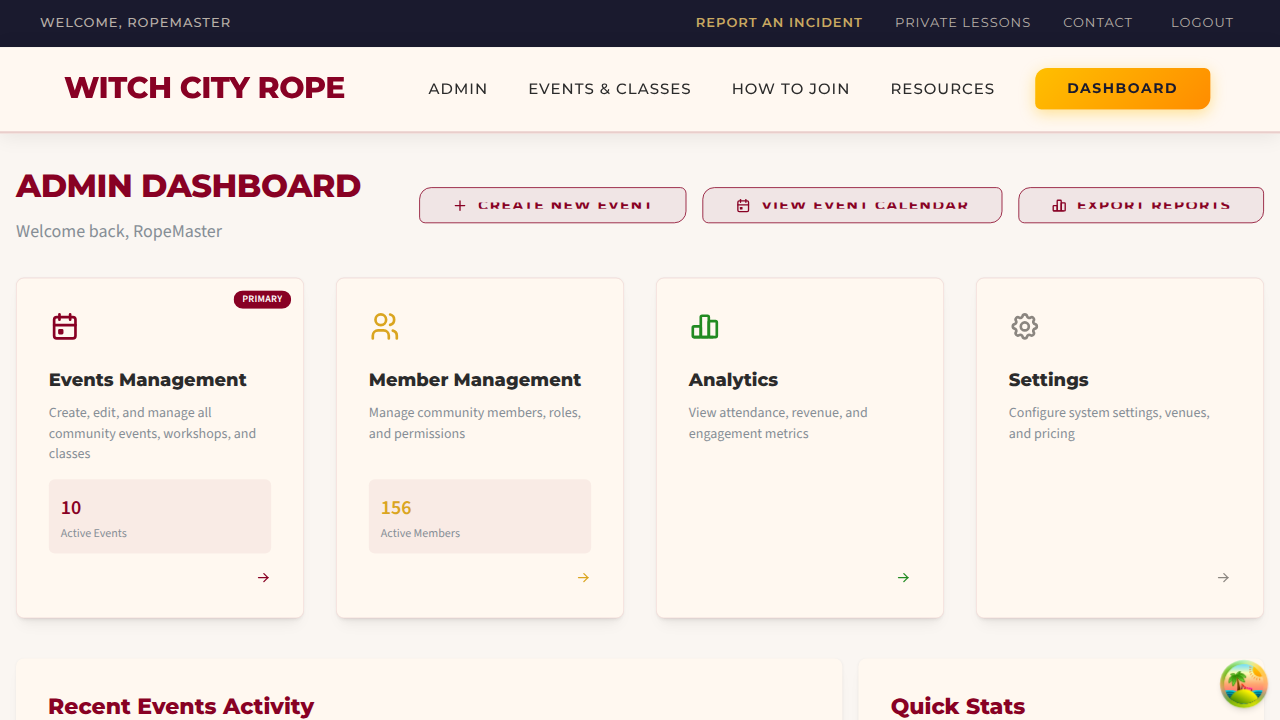 WELCOME, ROPEMASTER
REPORT AN INCIDENT
PRIVATE LESSONS
CONTACT
LOGOUT
WITCH CITY ROPE
ADMIN
EVENTS & CLASSES
HOW TO JOIN
RESOURCES
DASHBOARD
ADMIN DASHBOARD
Welcome back, RopeMaster
CREATE NEW EVENT
VIEW EVENT CALENDAR
EXPORT REPORTS
PRIMARY
Events Management
Create, edit, and manage all
community events, workshops, and
classes
10
Active Events
Member Management
Manage community members, roles,
and permissions
156
Active Members
Analytics
View attendance, revenue, and
engagement metrics
Settings
Configure system settings, venues,
and pricing
Recent Events Activity
Quick Stats